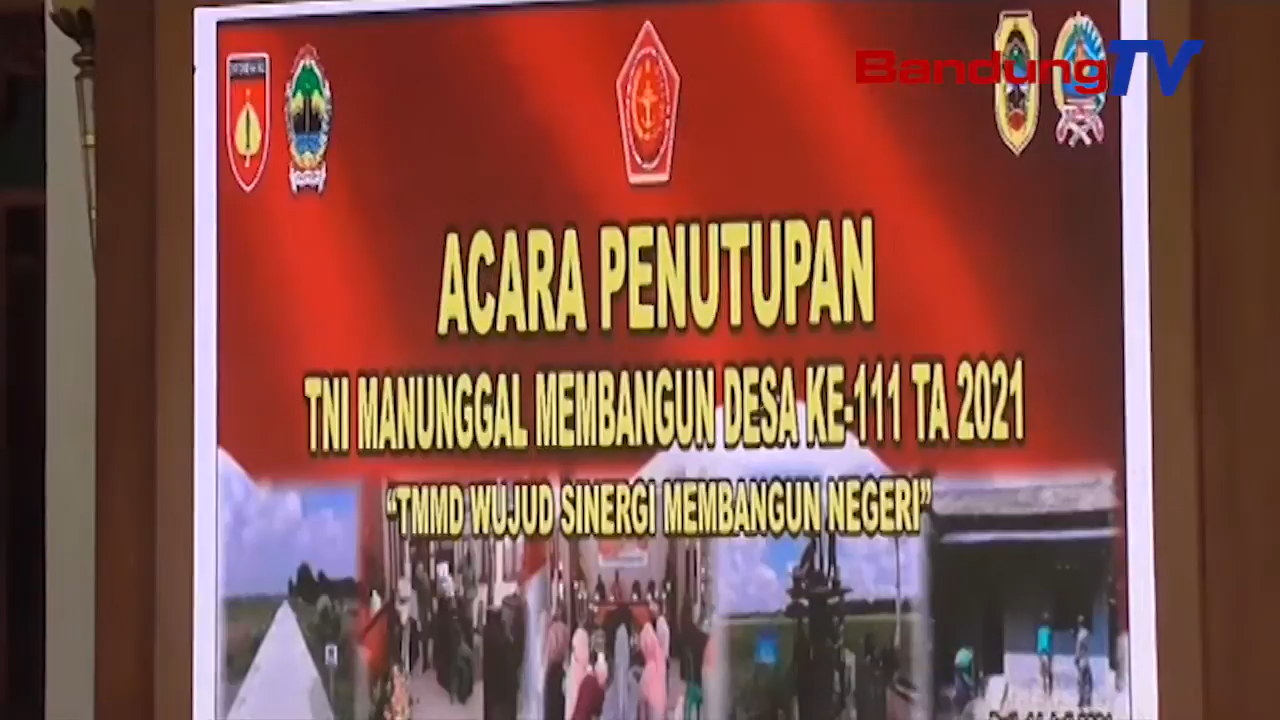 BandungTV
ACARA PENUTUPAN
TNI MANUNGGAL MEMBANGUN DESA KE-111 TA 2021
“TMMD WUJUD SINERGI MEMBANGUN NEGERI”